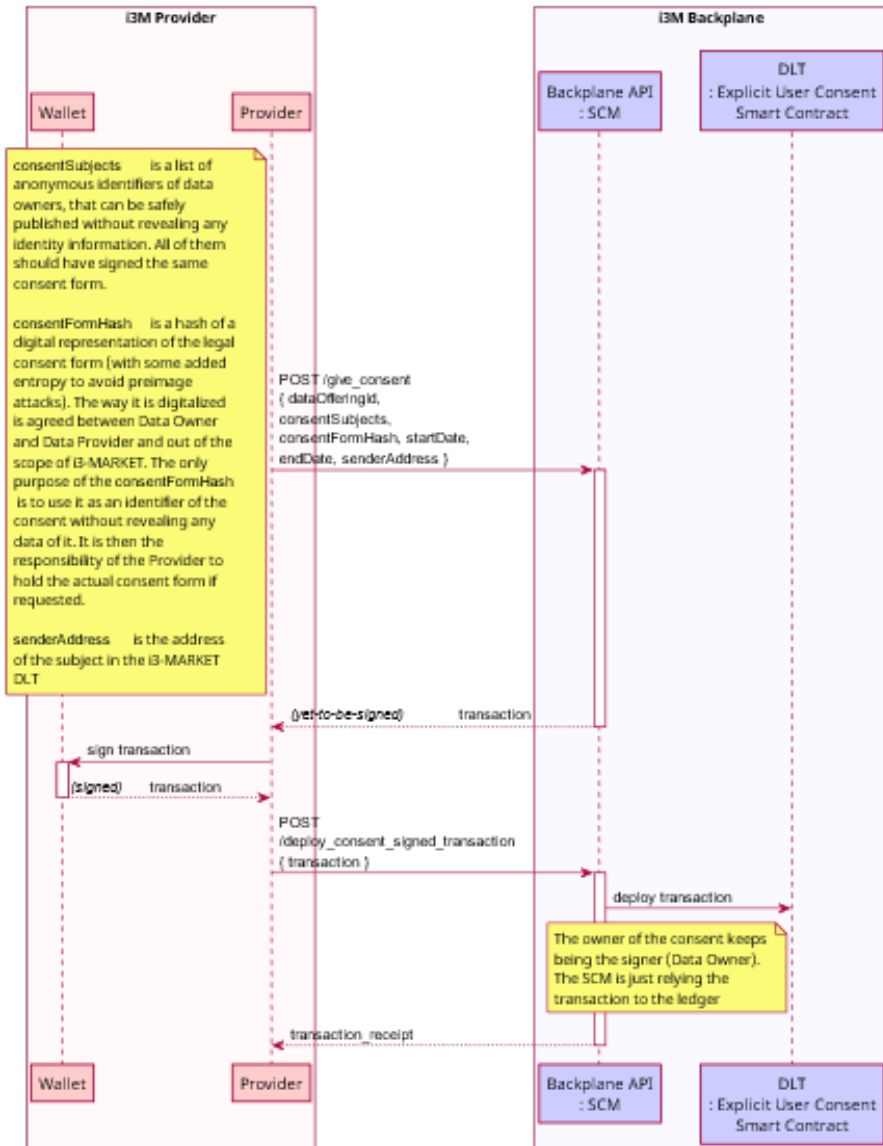 i3M Provider
i3M Backplane
Wallet
Provider
Backplane API
: SCM
DLT
: Explicit User Consent
Smart Contract
consentSubjects is a list of
anonymous identifiers of data
owners, that can be safely
published without revealing any
identity information. All of them
should have signed the same
consent form.
consentFormHash is a hash of a
digital representation of the legal
consent form (with some added
entropy to avoid preimage
attacks). The way it is digitalized
is agreed between Data Owner
and Data Provider and out of the
scope of i3-MARKET. The only
purpose of the consentFormHash
is to use it as an identifier of the
consent without revealing any
data of it. It is then the
responsibility of the Provider to
hold the actual consent form if
requested.
senderAddress is the address
of the subject in the i3-MARKET
DLT
POST /give_consent
{ dataOfferingId,
consentSubjects,
consentFormHash, startDate,
endDate, senderAddress }
(yet-to-be-signed) transaction
sign transaction
(signed) transaction
POST
/deploy_consent_signed_transaction
{ transaction }
deploy transaction
The owner of the consent keeps
being the signer (Data Owner).
The SCM is just relying the
transaction to the ledger
transaction_receipt
Wallet
Provider
Backplane API
: SCM
DLT
: Explicit User Consent
Smart Contract